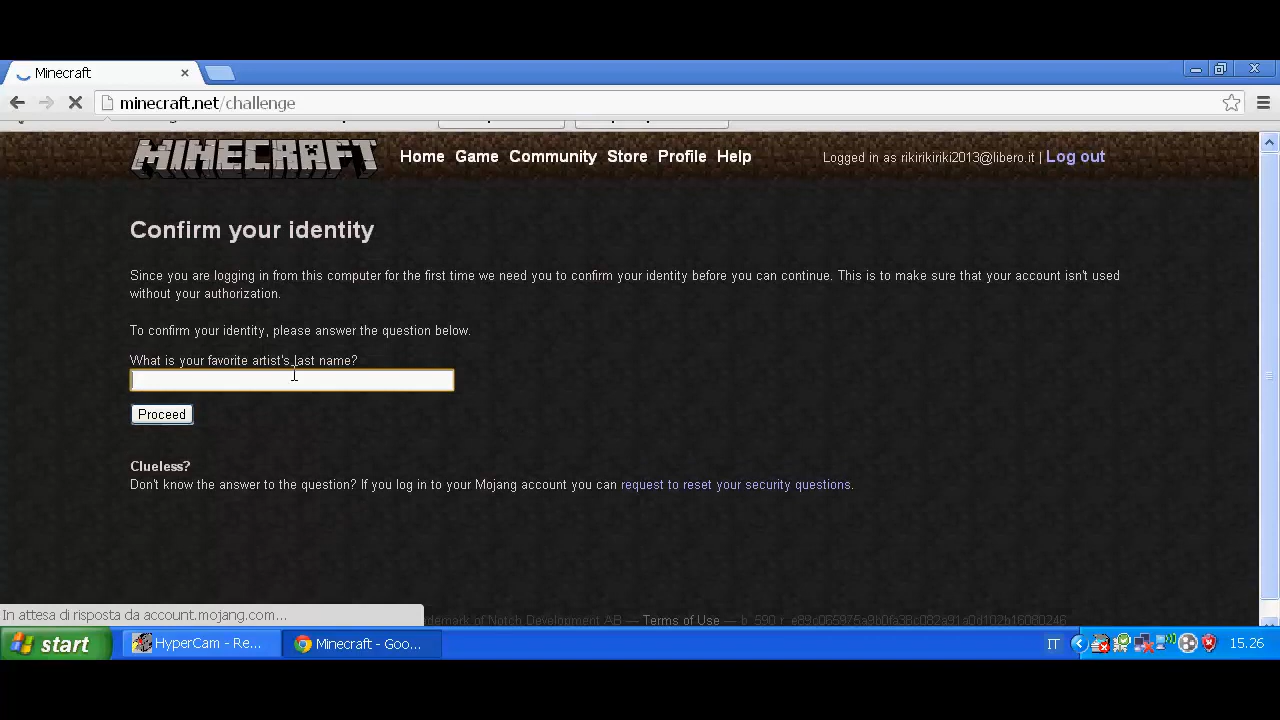 Minecraft
minecraft.net/challenge
MINECRAFT Home Game Community Store Profile Help Logged in as rikirikiriki2013@libero.it | Log out
Confirm your identity
Since you are logging in from this computer for the first time we need you to confirm your identity before you can continue. This is to make sure that your account isn't used
without your authorization.
To confirm your identity, please answer the question below.
What is your favorite artist's last name?
Proceed
Clueless?
Don't know the answer to the question? If you log in to your Mojang account you can request to reset your security questions.
In attesa di risposta da account.mojang.com...
of Notch Development AB — Terms of Use —
start HyperCam - Re... Minecraft - Goo... IT 15.26